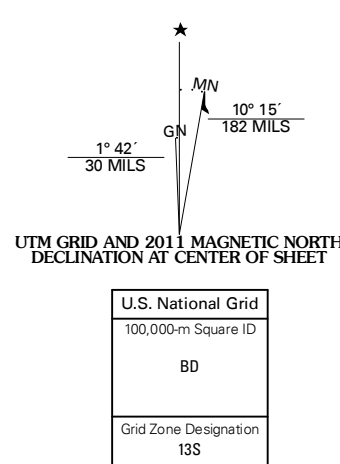 ★
MN
GN
10° 15´
182 MILS
1° 42´
30 MILS
UTM GRID AND 2011 MAGNETIC NORTH
DECLINATION AT CENTER OF SHEET
U.S. National Grid
100,000-m Square ID
BD
Grid Zone Designation
13S